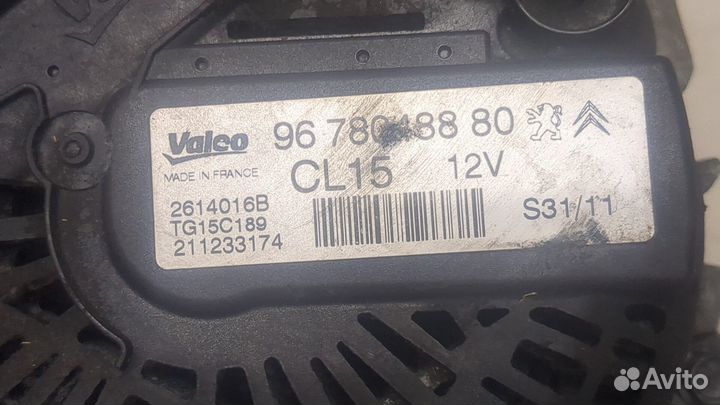 Valeo
96 780488 80
MADE IN FRANCE
CL15
12V
2614016B
TG15C189
211233174
S31/11
Avito